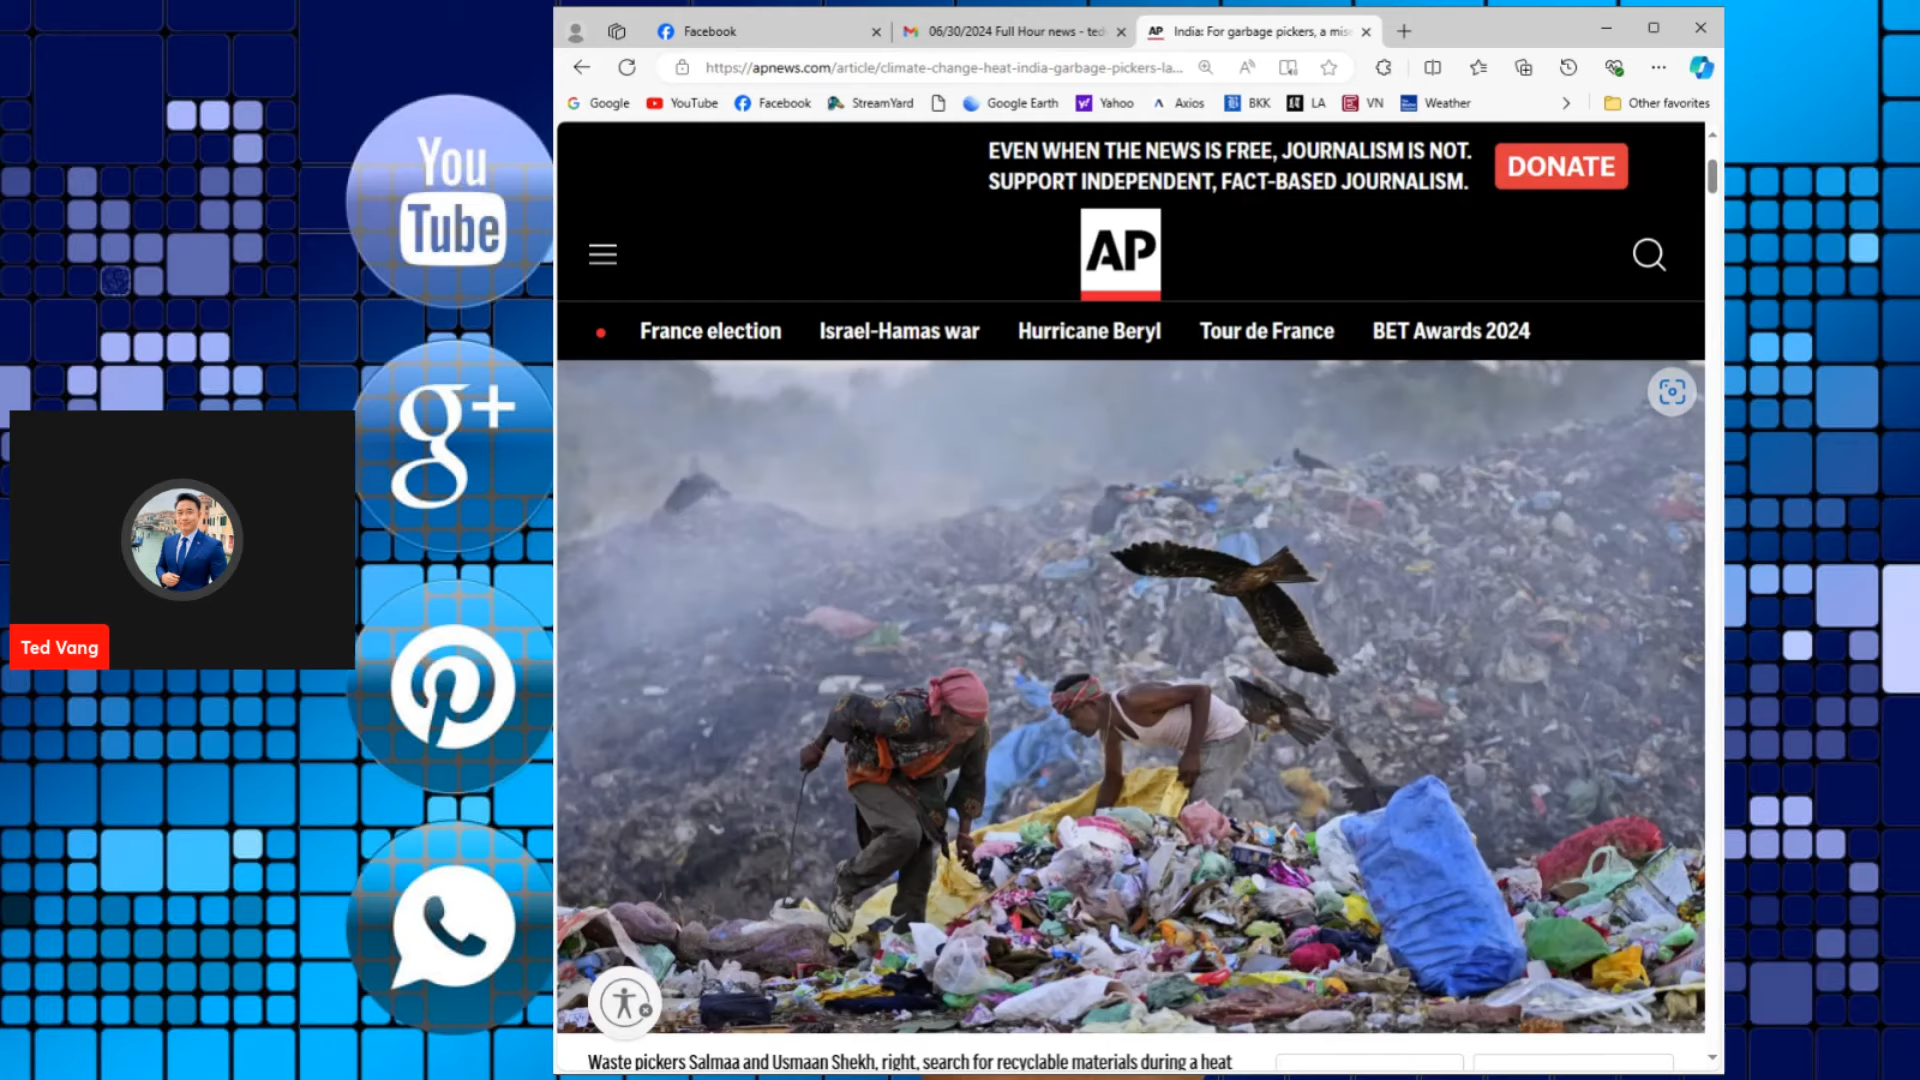 Facebook
06/30/2024 Full Hour news - ted
AP India: For garbage pickers, a mis
https://apnews.com/article/climate-change-heat-india-garbage-pickers-la...
Google
YouTube
Facebook
StreamYard
Google Earth
Yahoo
Axios
BKK
LA
VN
Weather
Other favorites
EVEN WHEN THE NEWS IS FREE, JOURNALISM IS NOT.
SUPPORT INDEPENDENT, FACT-BASED JOURNALISM.
DONATE
AP
France election
Israel-Hamas war
Hurricane Beryl
Tour de France
BET Awards 2024
You
Tube
g+
Ted Vang
Waste pickers Salmaa and Usmaan Shekh, right, search for recyclable materials during a heat